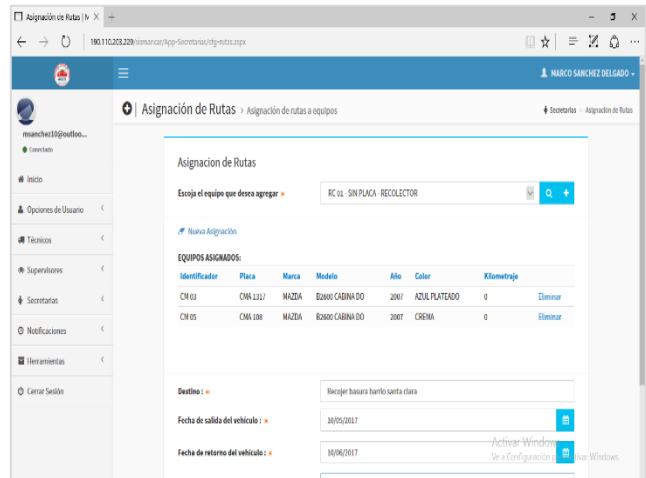 Asignación de Rutas | M
190.110.203.229/sismancar/App-Secretarias/cfg-rutas.aspx
MARCO SANCHEZ DELGADO
Asignación de Rutas > Asignación de rutas a equipos
Secretarias > Asignación de Rutas
msanchez10@outloo...
Conectado
Inicio
Opciones de Usuario
Técnicos
Supervisores
Secretarias
Notificaciones
Herramientas
Cerrar Sesión
Asignacion de Rutas
Escoja el equipo que desea agregar *
RC 01 - SIN PLACA - RECOLECTOR
Nueva Asignación
EQUIPOS ASIGNADOS:
Identificador Placa Marca Modelo Año Color Kilometraje
CM 03 CMA 1317 MAZDA B2600 CABINA DO 2007 AZUL PLATEADO 0 Eliminar
CM 05 CMA 108 MAZDA B2600 CABINA DO 2007 CREMA 0 Eliminar
Destino : * Recojer basura barrio santa clara
Fecha de salida del vehículo : * 10/05/2017
Fecha de retorno del vehículo : * 10/06/2017
Activar Windows
Ve a Configuración para activar Windows.